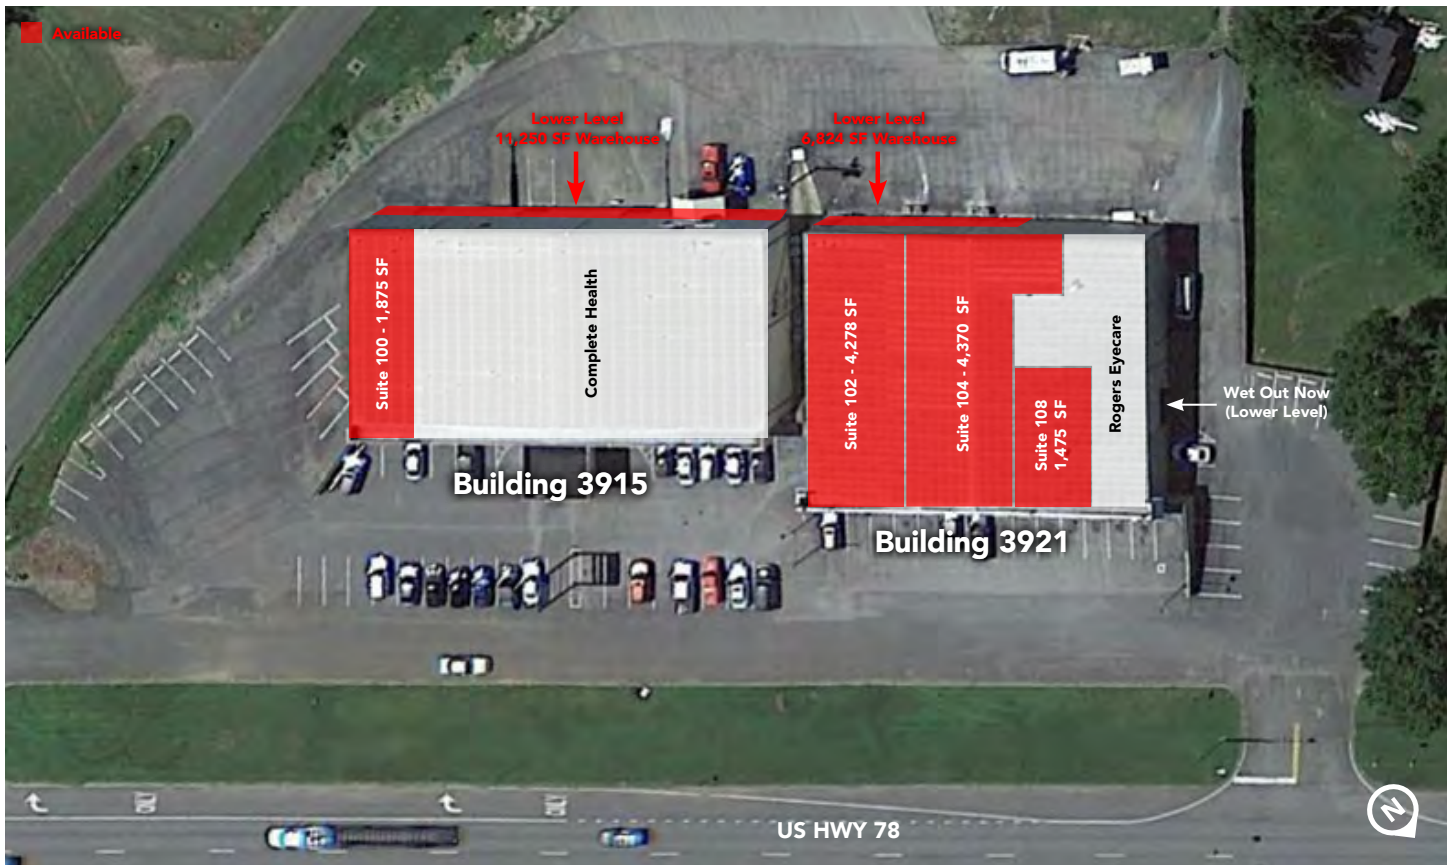 Available
Lower Level
11,250 SF Warehouse
Lower Level
6,824 SF Warehouse
Suite 100 - 1,875 SF
Complete Health
Suite 102 - 4,278 SF
Suite 104 - 4,370 SF
Suite 108
1,475 SF
Rogers Eyecare
Wet Out Now
(Lower Level)
Building 3915
Building 3921
ONLY
ONLY
US HWY 78
N